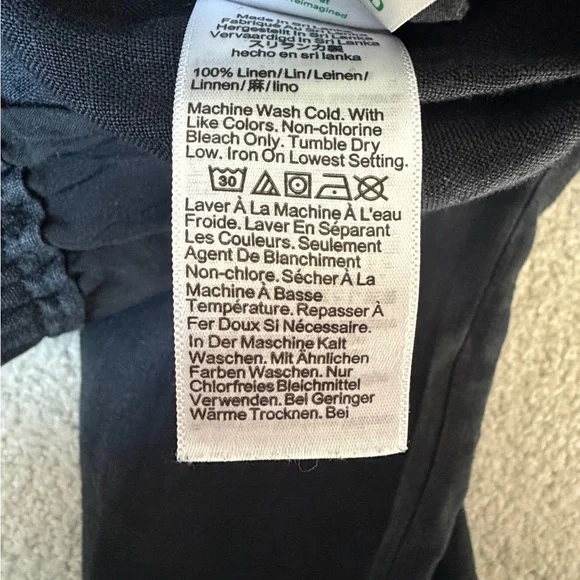 of
reimagined
Made in Sri Lanka
Fabriqué Au Sri Lanka
Hergestellt in Sri Lanka
Vervaardigd in Sri Lanka
スリランカ製
hecho en sri lanka
100% Linen/Lin/Leinen/
Linnen/麻/lino
Machine Wash Cold. With
Like Colors. Non-chlorine
Bleach Only. Tumble Dry
Low. Iron On Lowest Setting.
30
Laver À La Machine À L'eau
Froide. Laver En Séparant
Les Couleurs. Seulement
Agent De Blanchiment
Non-chlore. Sécher À La
Machine À Basse
Température. Repasser À
Fer Doux Si Nécessaire.
In Der Maschine Kalt
Waschen. Mit Ähnlichen
Farben Waschen. Nur
Chlorfreies Bleichmittel
Verwenden. Bei Geringer
Wärme Trocknen. Bei